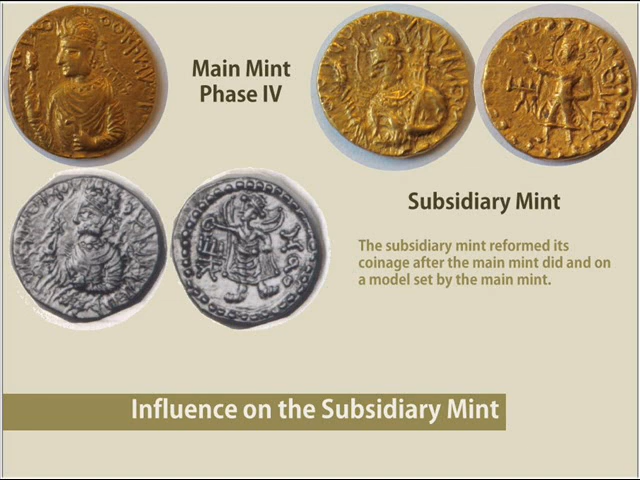 Main Mint
Phase IV
Subsidiary Mint
The subsidiary mint reformed its
coinage after the main mint did and on
a model set by the main mint.
Influence on the Subsidiary Mint